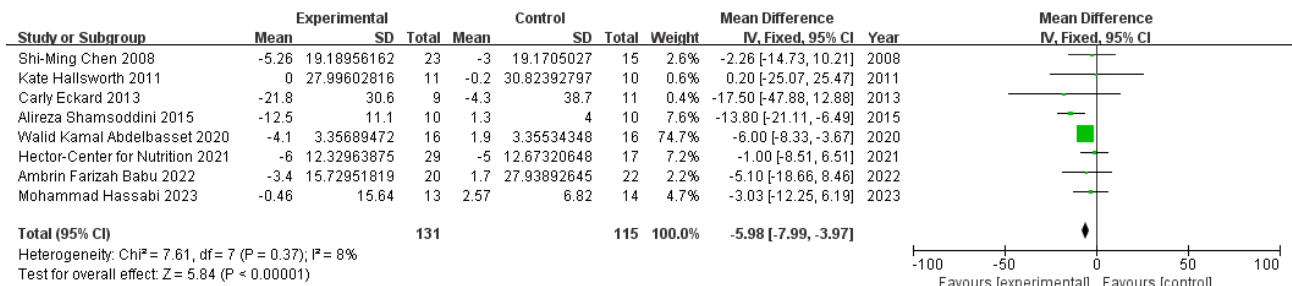 Experimental Control Mean Difference Mean Difference
Study or Subgroup Mean SD Total Mean SD Total Weight IV, Fixed, 95% CI Year IV, Fixed, 95% CI
Shi-Ming Chen 2008 -5.26 19.18956162 23 -3 19.1705027 15 2.6% -2.26 [-14.73, 10.21] 2008
Kate Hallsworth 2011 0 27.99602816 11 -0.2 30.82392797 10 0.6% 0.20 [-25.07, 25.47] 2011
Carly Eckard 2013 -21.8 30.6 9 -4.3 38.7 11 0.4% -17.50 [-47.88, 12.88] 2013
Alireza Shamsoddini 2015 -12.5 11.1 10 1.3 4 10 7.6% -13.80 [-21.11, -6.49] 2015
Walid Kamal Abdelbasset 2020 -4.1 3.35689472 16 1.9 3.35534348 16 74.7% -6.00 [-8.33, -3.67] 2020
Hector-Center for Nutrition 2021 -6 12.32963875 29 -5 12.67320648 17 7.2% -1.00 [-8.51, 6.51] 2021
Ambrin Farizah Babu 2022 -3.4 15.72951819 20 1.7 27.93892645 22 2.2% -5.10 [-18.66, 8.46] 2022
Mohammad Hassabi 2023 -0.46 15.64 13 2.57 6.82 14 4.7% -3.03 [-12.25, 6.19] 2023
Total (95% CI) 131 115 100.0% -5.98 [-7.99, -3.97]
Heterogeneity: Chi² = 7.61, df = 7 (P = 0.37); I² = 8%
Test for overall effect: Z = 5.84 (P < 0.00001)
-100 -50 0 50 100
Favours [experimental] Favours [control]